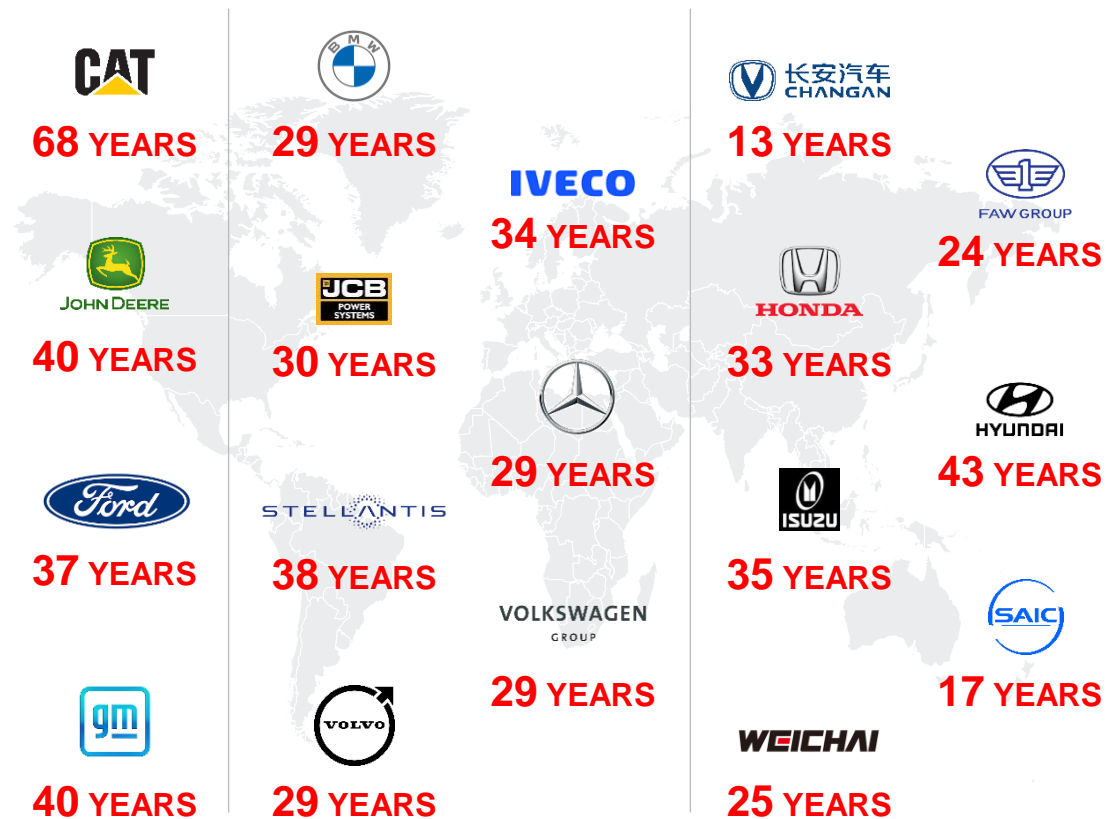 CAT
68 YEARS
JOHN DEERE
40 YEARS
Ford
37 YEARS
gm
40 YEARS
BMW
29 YEARS
JCB
POWER
SYSTEMS
30 YEARS
STELLANTIS
38 YEARS
VOLVO
29 YEARS
IVECO
34 YEARS
29 YEARS
VOLKSWAGEN
GROUP
29 YEARS
长安汽车
CHANGAN
13 YEARS
HONDA
33 YEARS
ISUZU
35 YEARS
WEICHAI
25 YEARS
1
FAW GROUP
24 YEARS
HYUNDAI
43 YEARS
SAIC
17 YEARS